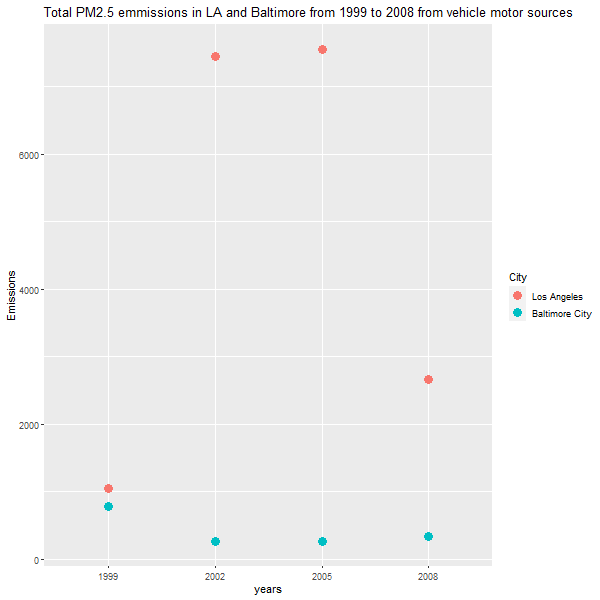 Total PM2.5 emmissions in LA and Baltimore from 1999 to 2008 from vehicle motor sources
6000
4000
2000
0
Emissions
1999 2002 2005 2008
years
City
Los Angeles
Baltimore City